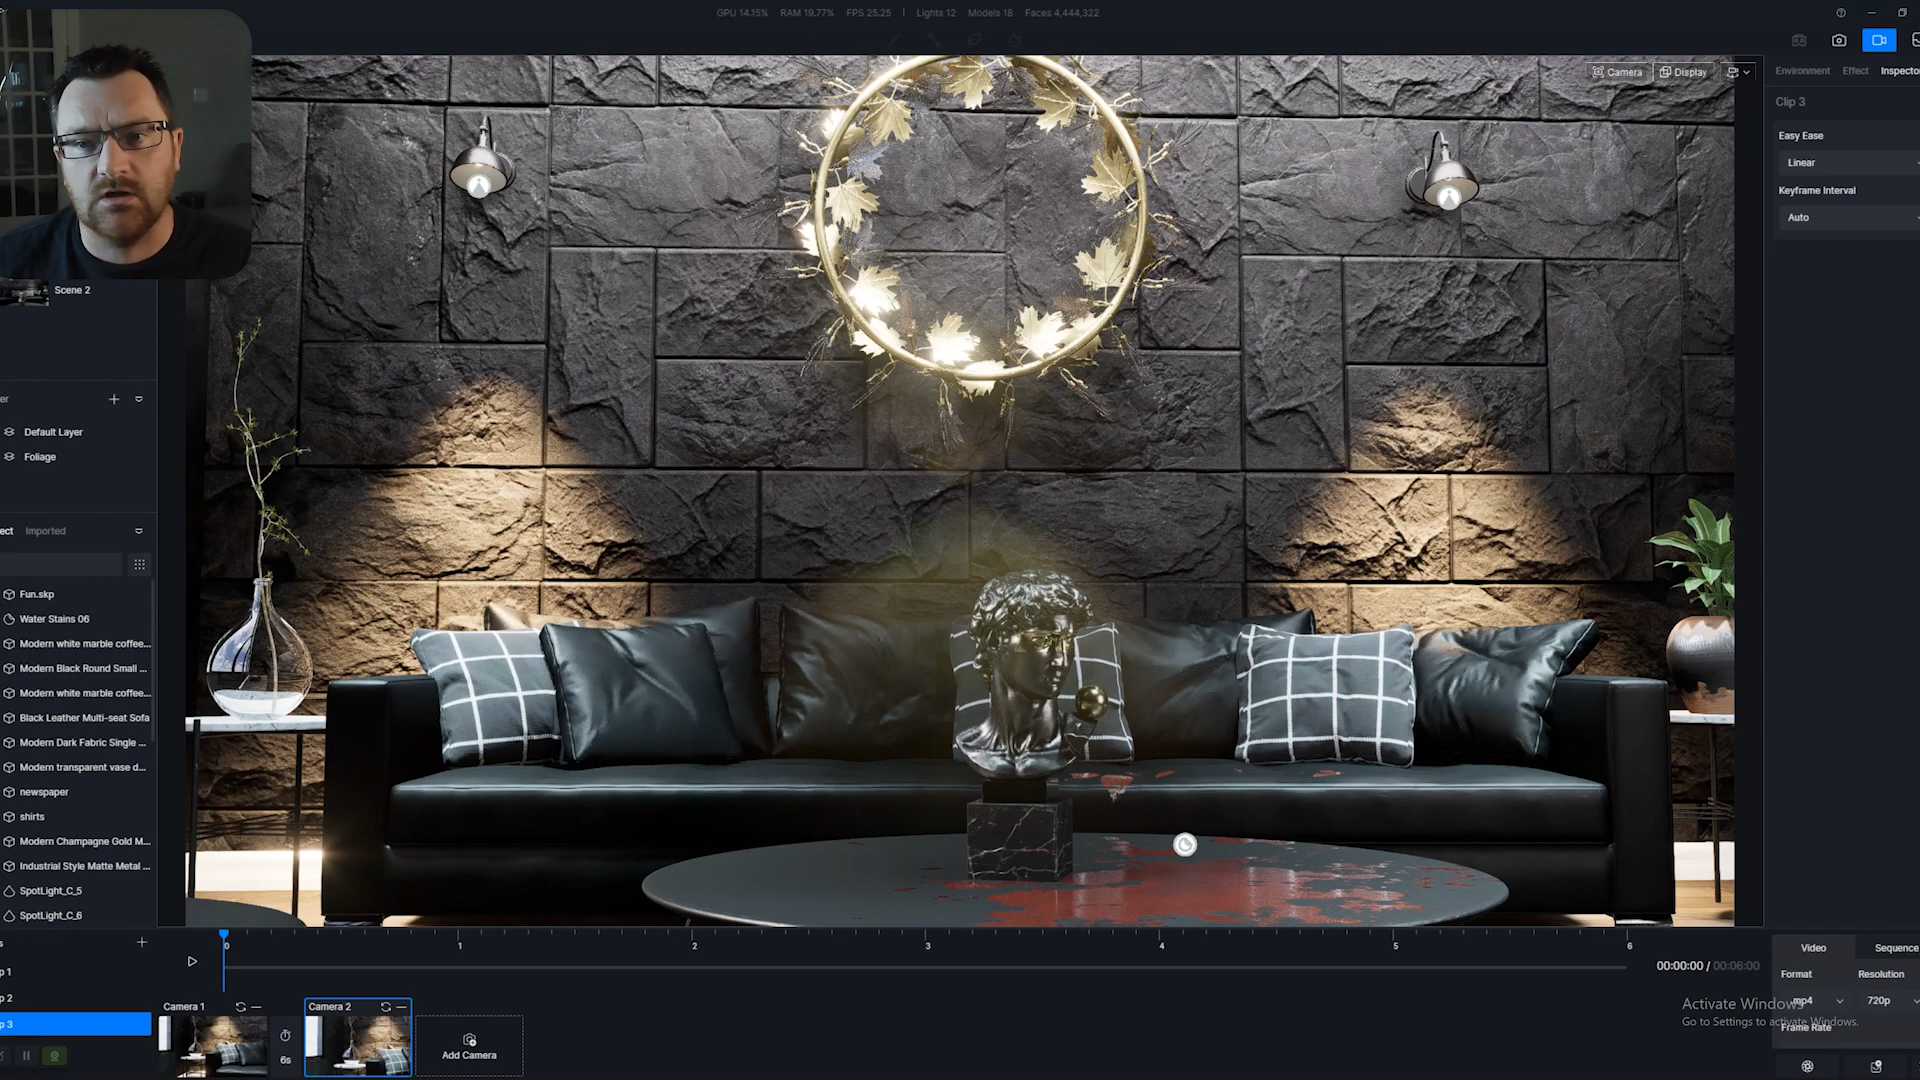 GPU 14.15% RAM 19.77% FPS 25.25 | Lights 12 Models 18 Faces 4,444,322
Camera Display
Environment Effect Inspecto
Clip 3
Easy Ease
Linear
Keyframe Interval
Auto
Scene 2
er
Default Layer
Foliage
ect Imported
Fun.skp
Water Stains 06
Modern white marble coffee...
Modern Black Round Small ...
Modern white marble coffee...
Black Leather Multi-seat Sofa
Modern Dark Fabric Single ...
Modern transparent vase d...
newspaper
shirts
Modern Champagne Gold M...
Industrial Style Matte Metal ...
SpotLight_C_5
SpotLight_C_6
s
p 1
p 2
p 3
0 1 2 3 4 5 6
00:00:00 / 00:06:00
Camera 1
6s
Camera 2
Add Camera
Video Sequence
Format Resolution
mp4 720p
Frame Rate
Activate Windows
Go to Settings to activate Windows.